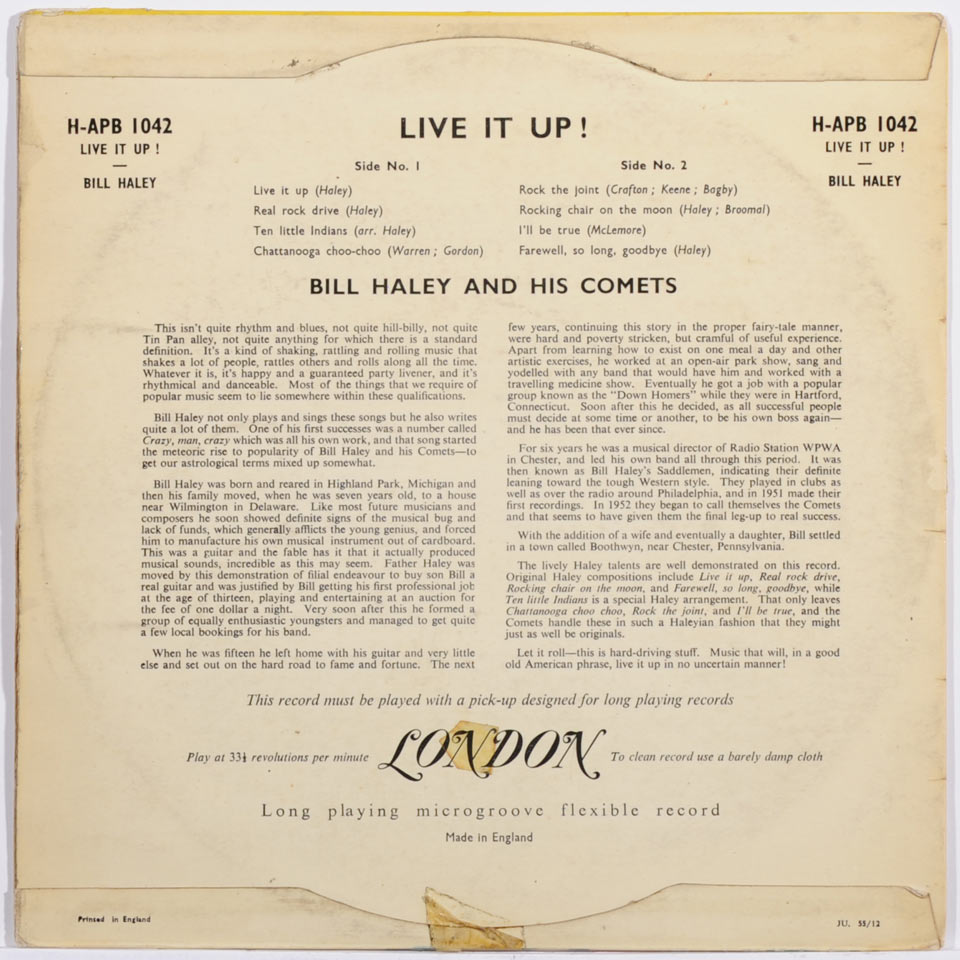 H-APB 1042
LIVE IT UP !
—
BILL HALEY
LIVE IT UP !
H-APB 1042
LIVE IT UP !
—
BILL HALEY
Side No. 1
Live it up (Haley)
Real rock drive (Haley)
Ten little Indians (arr. Haley)
Chattanooga choo-choo (Warren ; Gordon)
Side No. 2
Rock the joint (Crafton ; Keene ; Bagby)
Rocking chair on the moon (Haley ; Broomal)
I'll be true (McLemore)
Farewell, so long, goodbye (Haley)
BILL HALEY AND HIS COMETS
This isn't quite rhythm and blues, not quite hill-billy, not quite
Tin Pan alley, not quite anything for which there is a standard
definition. It's a kind of shaking, rattling and rolling music that
shakes a lot of people, rattles others and rolls along all the time.
Whatever it is, it's happy and a guaranteed party livener, and it's
rhythmical and danceable. Most of the things that we require of
popular music seem to lie somewhere within these qualifications.
Bill Haley not only plays and sings these songs but he also writes
quite a lot of them. One of his first successes was a number called
Crazy, man, crazy which was all his own work, and that song started
the meteoric rise to popularity of Bill Haley and his Comets—to
get our astrological terms mixed up somewhat.
Bill Haley was born and reared in Highland Park, Michigan and
then his family moved, when he was seven years old, to a house
near Wilmington in Delaware. Like most future musicians and
composers he soon showed definite signs of the musical bug and
lack of funds, which generally afflicts the young genius, and forced
him to manufacture his own musical instrument out of cardboard.
This was a guitar and the fable has it that it actually produced
musical sounds, incredible as this may seem. Father Haley was
moved by this demonstration of filial endeavour to buy son Bill a
real guitar and was justified by Bill getting his first professional job
at the age of thirteen, playing and entertaining at an auction for
the fee of one dollar a night. Very soon after this he formed a
group of equally enthusiastic youngsters and managed to get quite
a few local bookings for his band.
When he was fifteen he left home with his guitar and very little
else and set out on the hard road to fame and fortune. The next
few years, continuing this story in the proper fairy-tale manner,
were hard and poverty stricken, but cramful of useful experience.
Apart from learning how to exist on one meal a day and other
artistic exercises, he worked at an open-air park show, sang and
yodelled with any band that would have him and worked with a
travelling medicine show. Eventually he got a job with a popular
group known as the "Down Homers" while they were in Hartford,
Connecticut. Soon after this he decided, as all successful people
must decide at some time or another, to be his own boss again—
and he has been that ever since.
For six years he was a musical director of Radio Station WPWA
in Chester, and led his own band all through this period. It was
then known as Bill Haley's Saddlemen, indicating their definite
leaning toward the tough Western style. They played in clubs as
well as over the radio around Philadelphia, and in 1951 made their
first recordings. In 1952 they began to call themselves the Comets
and that seems to have given them the final leg-up to real success.
With the addition of a wife and eventually a daughter, Bill settled
in a town called Boothwyn, near Chester, Pennsylvania.
The lively Haley talents are well demonstrated on this record.
Original Haley compositions include Live it up, Real rock drive,
Rocking chair on the moon, and Farewell, so long, goodbye, while
Ten little Indians is a special Haley arrangement. That only leaves
Chattanooga choo choo, Rock the joint, and I'll be true, and the
Comets handle these in such a Haleyian fashion that they might
just as well be originals.
Let it roll—this is hard-driving stuff. Music that will, in a good
old American phrase, live it up in no uncertain manner!
This record must be played with a pick-up designed for long playing records
Play at 33⅓ revolutions per minute
LONDON
To clean record use a barely damp cloth
Long playing microgroove flexible record
Made in England
Printed in England
JU. 55/12